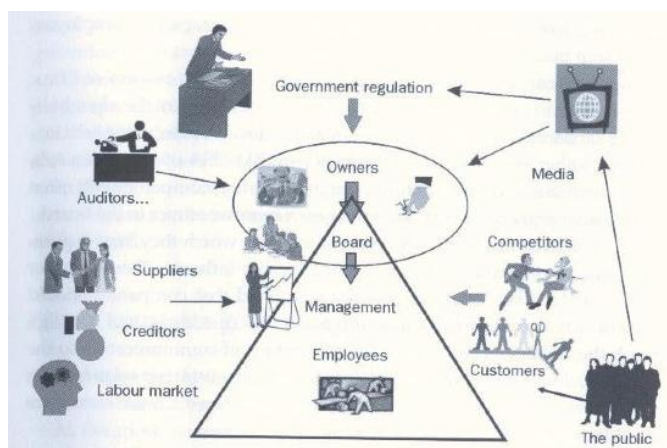 Government regulation
Owners
Media
Auditors...
Board
Competitors
Suppliers
Management
Creditors
Employees
Customers
Labour market
The public